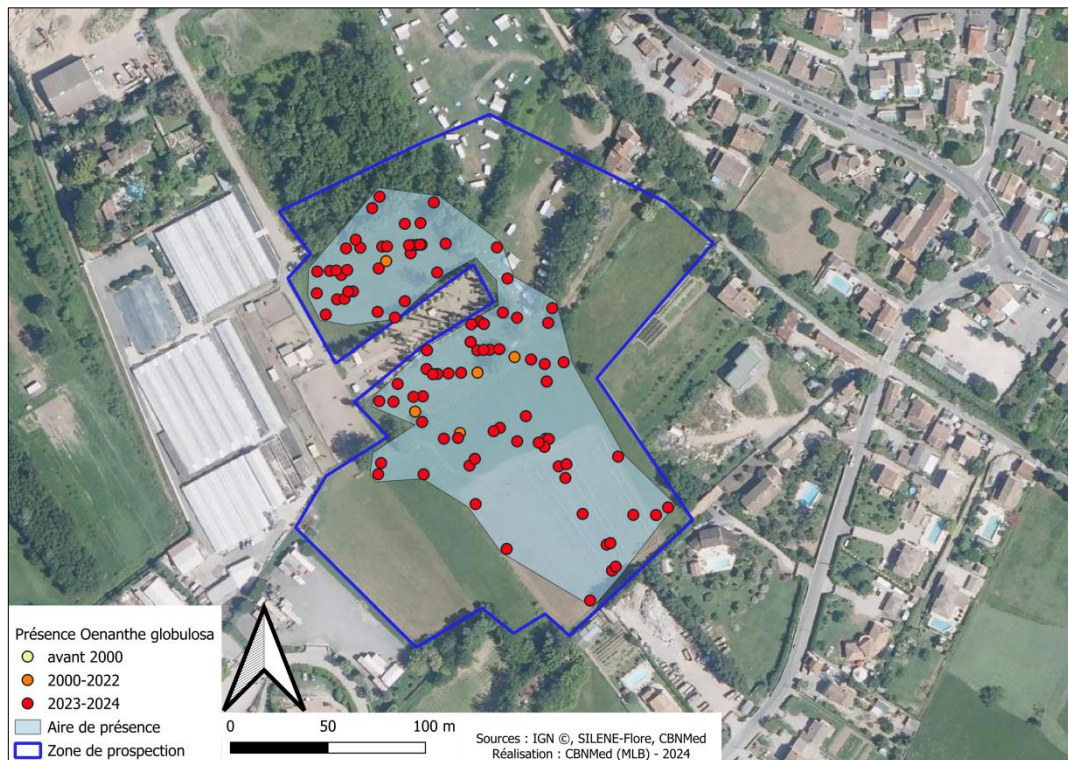 Présence Oenanthe globulosa
avant 2000
2000-2022
2023-2024
Aire de présence
Zone de prospection
0 50 100 m
Sources : IGN ©, SILENE-Flore, CBNMed
Réalisation : CBNMed (MLB) - 2024